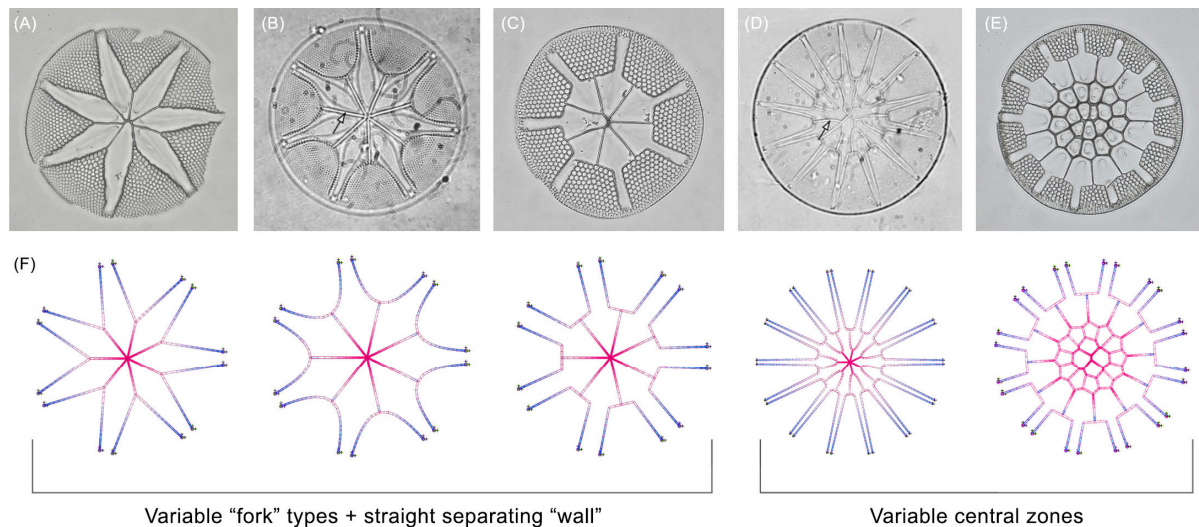 (A)
(B)
(C)
(D)
(E)
(F)
Variable “fork” types + straight separating “wall”
Variable central zones